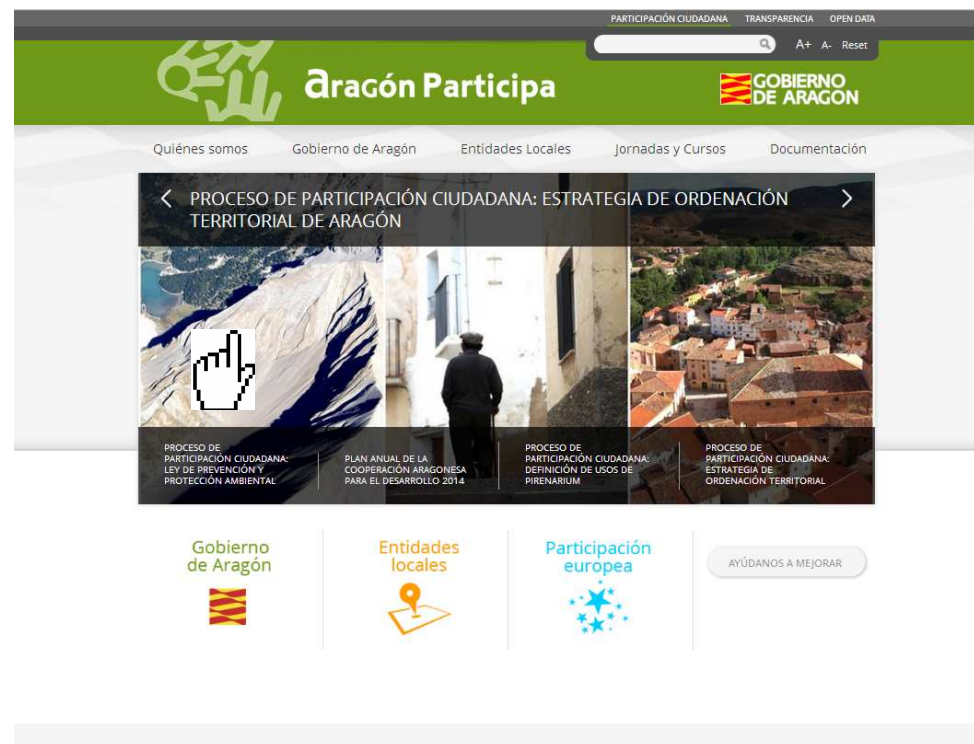 PARTICIPACIÓN CIUDADANA TRANSPARENCIA OPEN DATA
A+ A- Reset
aragón Participa
GOBIERNO
DE ARAGON
Quiénes somos Gobierno de Aragón Entidades Locales Jornadas y Cursos Documentación
PROCESO DE PARTICIPACIÓN CIUDADANA: ESTRATEGIA DE ORDENACIÓN
TERRITORIAL DE ARAGÓN
PROCESO DE
PARTICIPACIÓN CIUDADANA:
LEY DE PREVENCIÓN Y
PROTECCIÓN AMBIENTAL
PLAN ANUAL DE LA
COOPERACIÓN ARAGONESA
PARA EL DESARROLLO 2014
PROCESO DE
PARTICIPACIÓN CIUDADANA:
DEFINICIÓN DE USOS DE
PIRENARIUM
PROCESO DE
PARTICIPACIÓN CIUDADANA:
ESTRATEGIA DE
ORDENACIÓN TERRITORIAL
Gobierno
de Aragón
Entidades
locales
Participación
europea
AYÚDANOS A MEJORAR